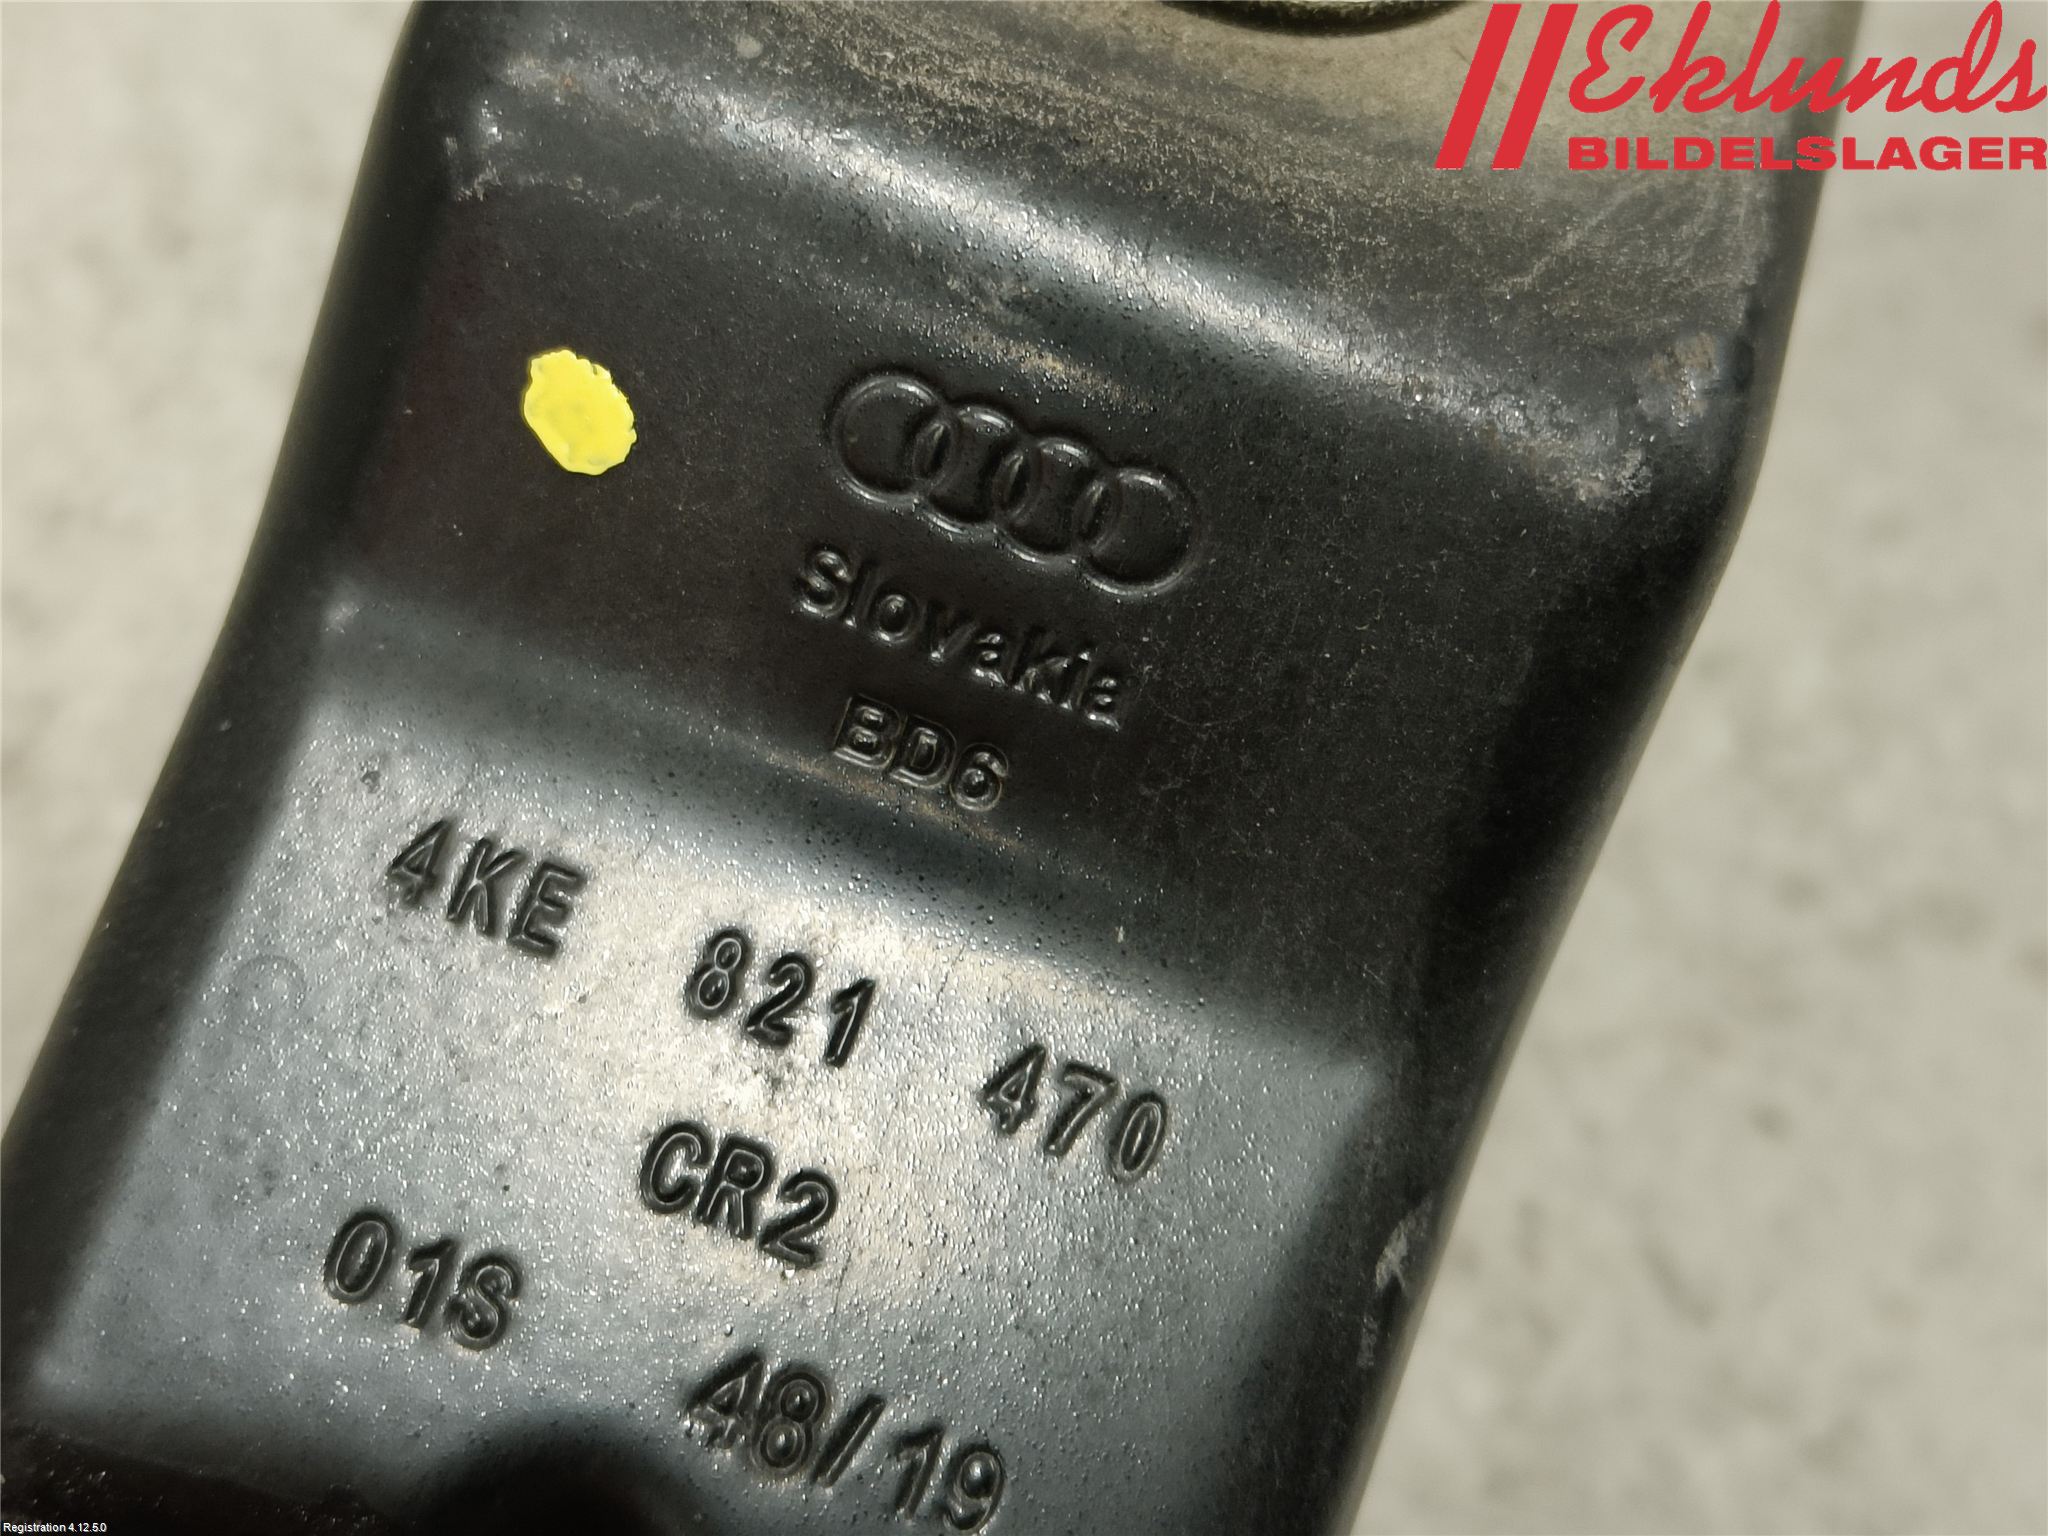 Eklunds
BILDELSLAGER
Slovakia
BD6
4KE 821 470
CR2
01S 48/19
Registration 4.12.5.0